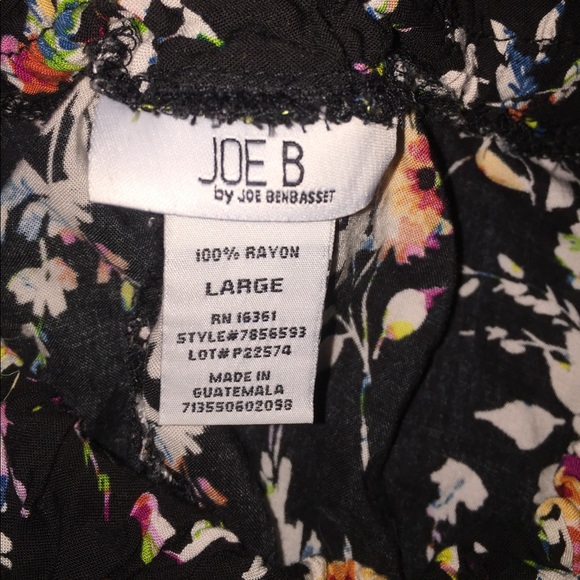 JOE B
by JOE BENBASSET
100% RAYON
LARGE
RN 16361
STYLE#7856593
LOT#P22574
MADE IN
GUATEMALA
713550602098